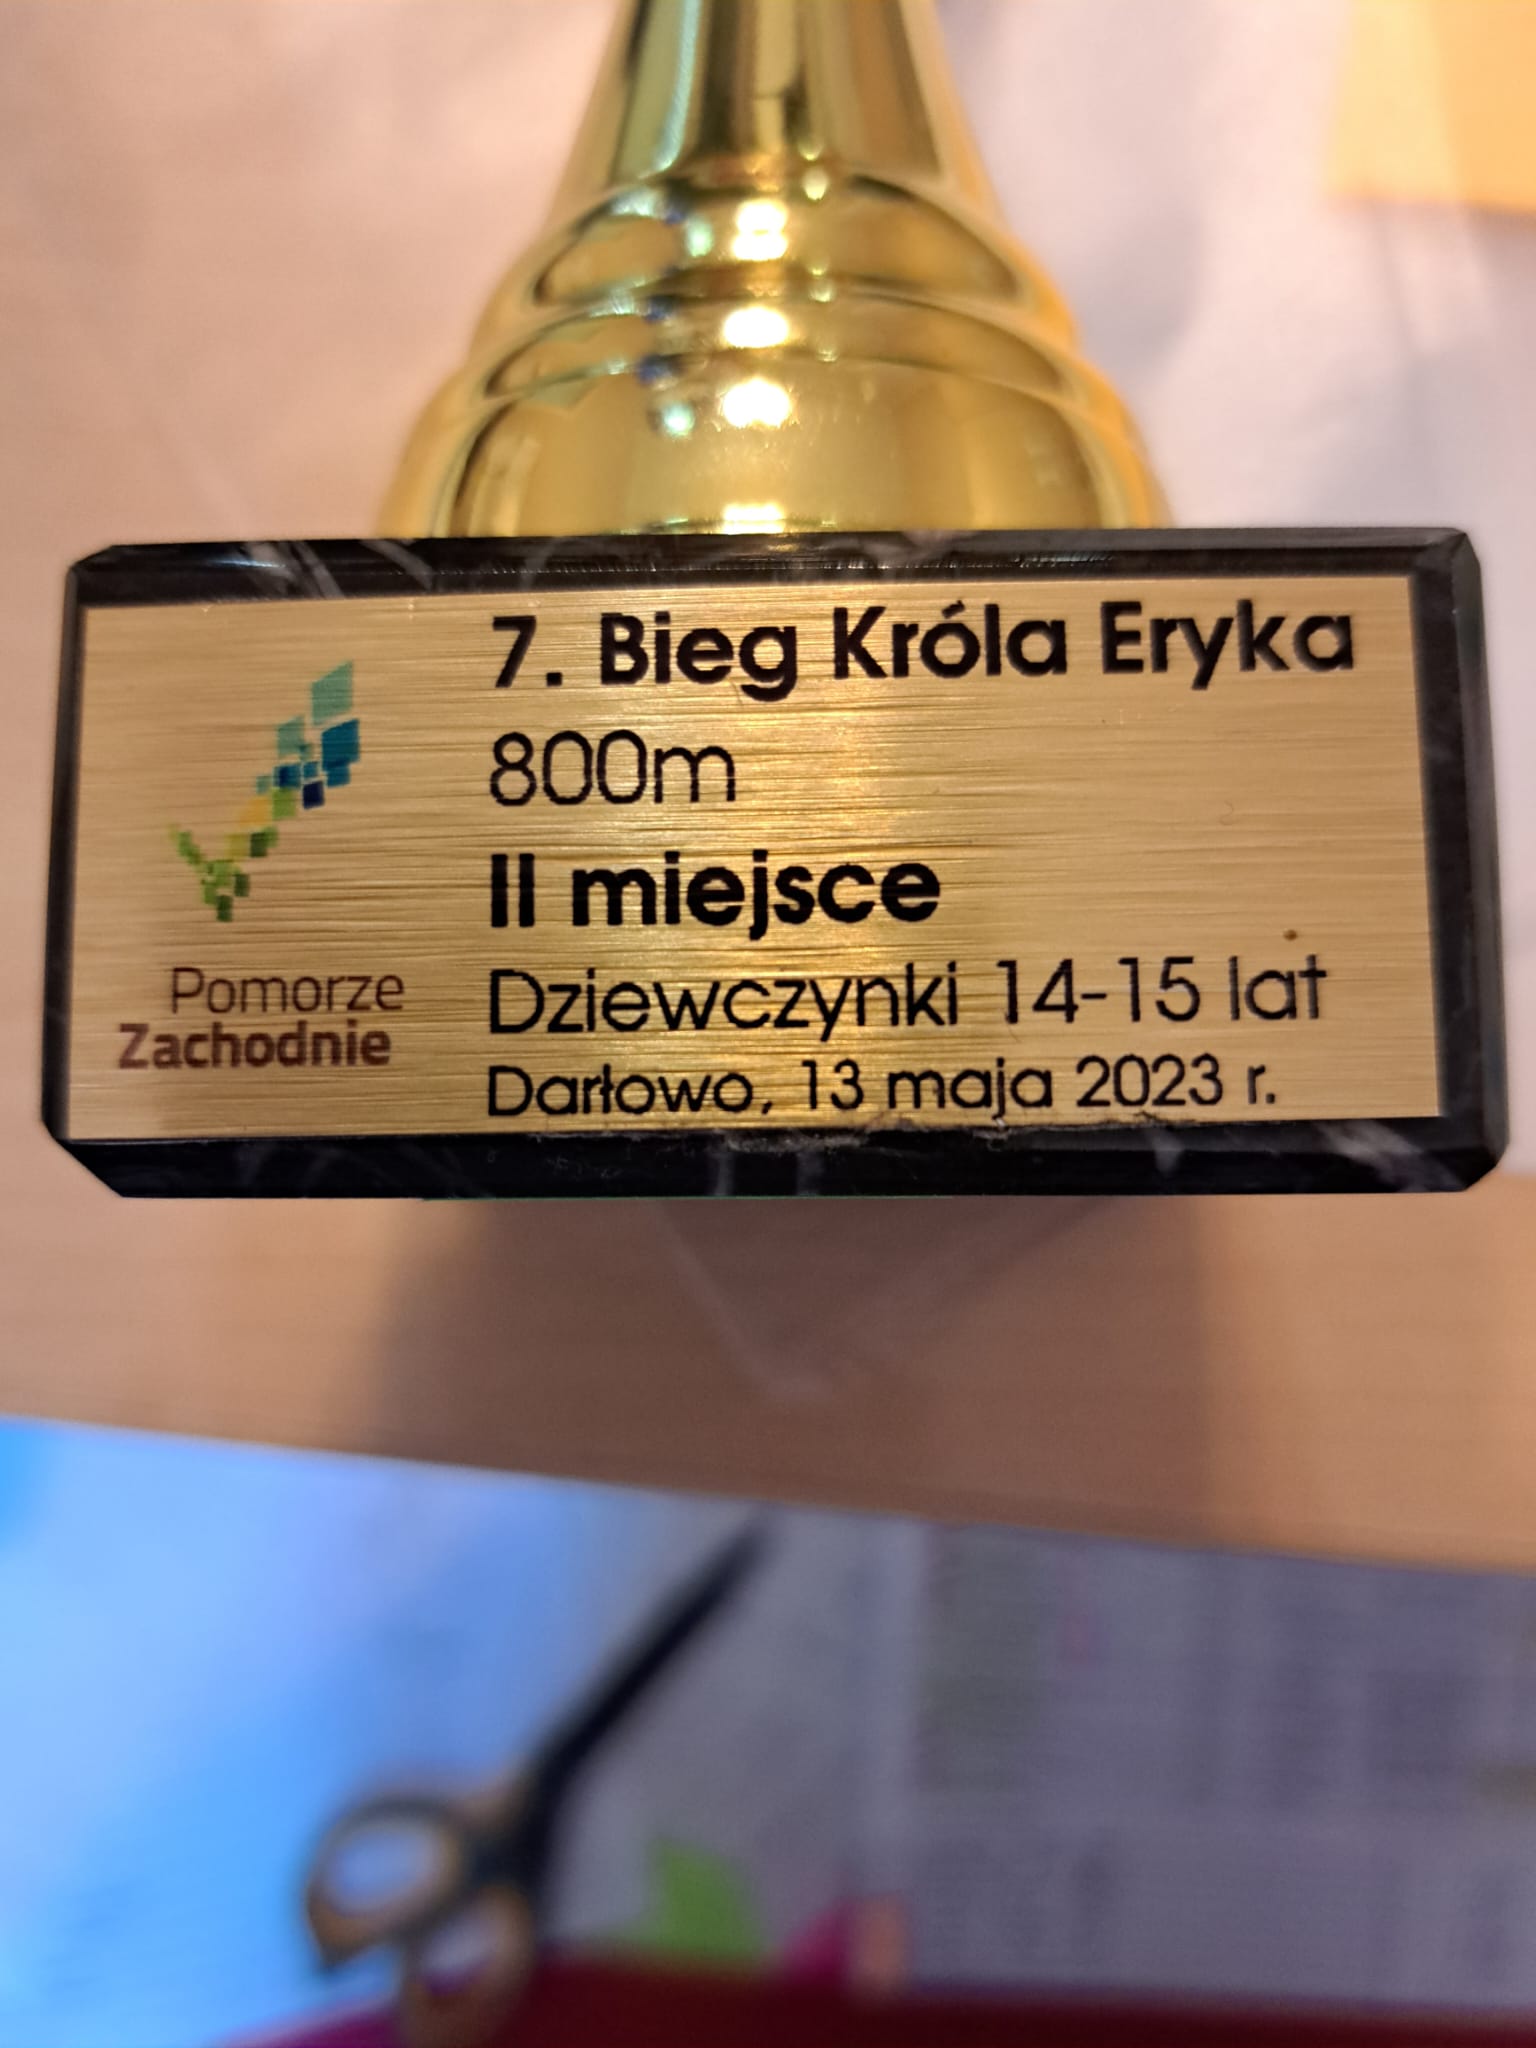 7. Bieg Króla Eryka
800m
II miejsce
Dziewczynki 14-15 lat
Darłowo, 13 maja 2023 r.
Pomorze
Zachodnie